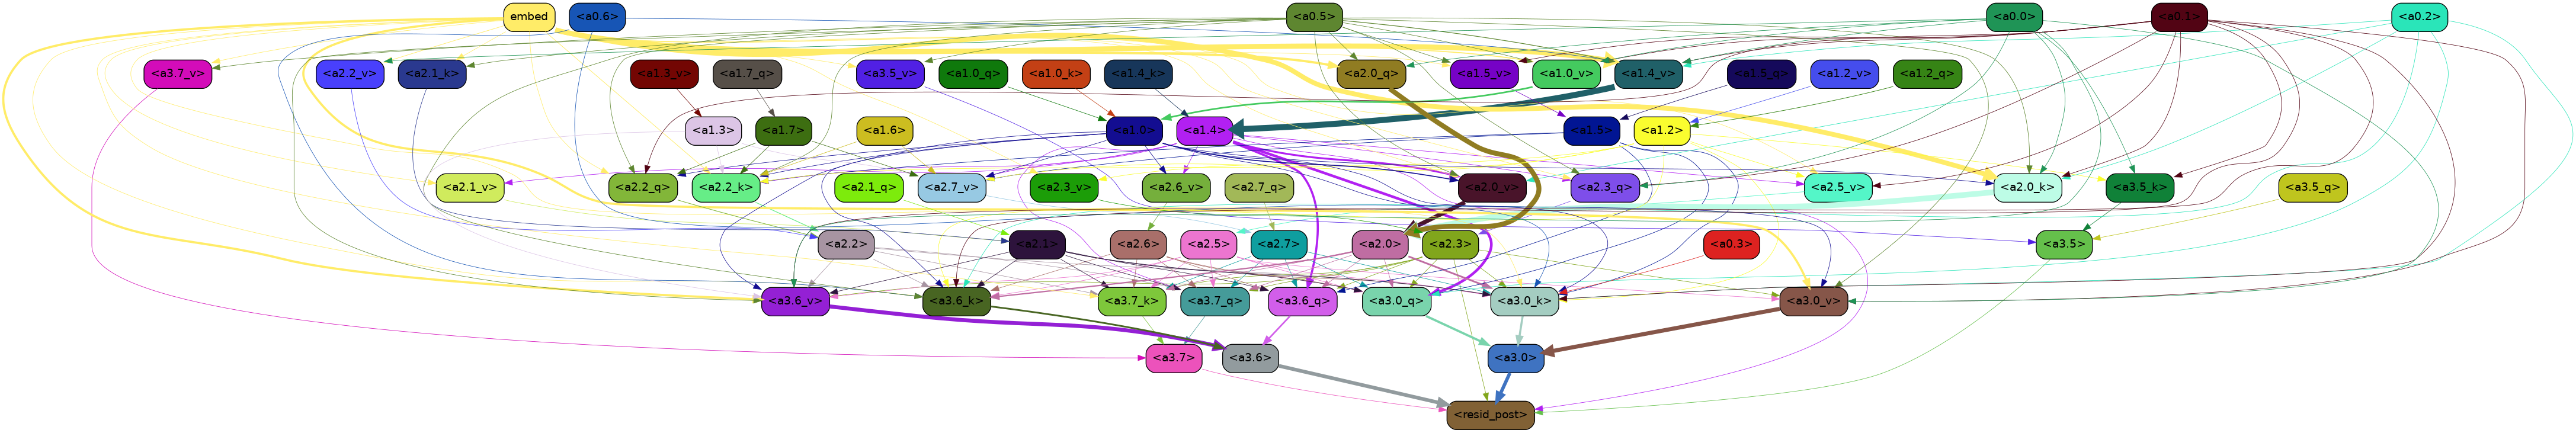 embed <a0.6> <a0.5> <a0.0> <a0.1> <a0.2>
<a3.7_v> <a2.2_v> <a2.1_k> <a1.3_v> <a1.7_q> <a1.0_q> <a1.0_k> <a1.4_k> <a3.5_v> <a2.0_q> <a1.5_v> <a1.0_v> <a1.4_v> <a1.5_q> <a1.2_v> <a1.2_q>
<a1.3> <a1.7> <a1.6> <a1.0> <a1.4> <a1.5> <a1.2>
<a2.1_v> <a2.2_q> <a2.2_k> <a2.1_q> <a2.7_v> <a2.3_v> <a2.6_v> <a2.7_q> <a2.0_v> <a2.3_q> <a2.5_v> <a2.0_k> <a3.5_k> <a3.5_q>
<a2.2> <a2.1> <a2.6> <a2.5> <a2.7> <a2.0> <a2.3> <a0.3> <a3.5>
<a3.6_v> <a3.6_k> <a3.7_k> <a3.7_q> <a3.6_q> <a3.0_q> <a3.0_k> <a3.0_v>
<a3.7> <a3.6> <a3.0>
<resid_post>